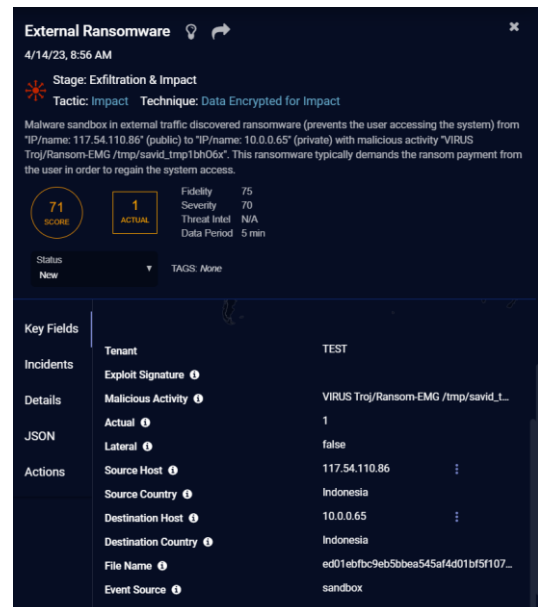 External Ransomware
4/14/23, 8:56 AM
Stage: Exfiltration & Impact
Tactic: Impact Technique: Data Encrypted for Impact
Malware sandbox in external traffic discovered ransomware (prevents the user accessing the system) from
"IP/name: 117.54.110.86" (public) to "IP/name: 10.0.0.65" (private) with malicious activity "VIRUS
Troj/Ransom-EMG /tmp/savid_tmp1bhO6x". This ransomware typically demands the ransom payment from
the user in order to regain the system access.
71
SCORE
1
ACTUAL
Fidelity 75
Severity 70
Threat Intel N/A
Data Period 5 min
Status
New
TAGS: None
Key Fields
Incidents
Details
JSON
Actions
Tenant TEST
Exploit Signature
Malicious Activity VIRUS Troj/Ransom-EMG /tmp/savid_t...
Actual 1
Lateral false
Source Host 117.54.110.86
Source Country Indonesia
Destination Host 10.0.0.65
Destination Country Indonesia
File Name ed01ebfbc9eb5bbea545af4d01bf5f107...
Event Source sandbox